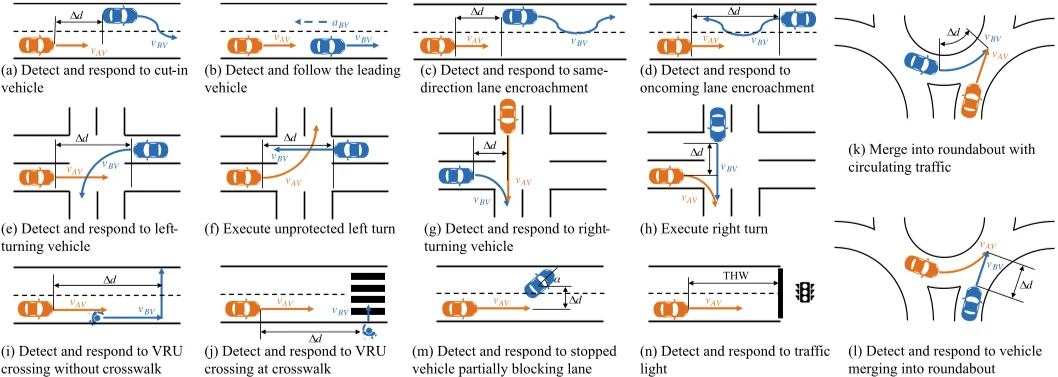 Δd
v_BV
v_AV
(a) Detect and respond to cut-in
vehicle
a_BV
v_AV
v_BV
(b) Detect and follow the leading
vehicle
Δd
v_AV
v_BV
(c) Detect and respond to same-
direction lane encroachment
Δd
v_AV
v_BV
(d) Detect and respond to
oncoming lane encroachment
Δd
v_BV
v_AV
(k) Merge into roundabout with
circulating traffic
Δd
v_AV
v_BV
(e) Detect and respond to left-
turning vehicle
Δd
v_BV
v_AV
(f) Execute unprotected left turn
Δd
v_BV
v_AV
(g) Detect and respond to right-
turning vehicle
Δd
v_BV
v_AV
(h) Execute right turn
Δd
v_AV
v_BV
(i) Detect and respond to VRU
crossing without crosswalk
v_AV
v_BV
Δd
(j) Detect and respond to VRU
crossing at crosswalk
α
Δd
v_AV
(m) Detect and respond to stopped
vehicle partially blocking lane
THW
v_AV
(n) Detect and respond to traffic
light
v_AV
v_BV
Δd
(l) Detect and respond to vehicle
merging into roundabout